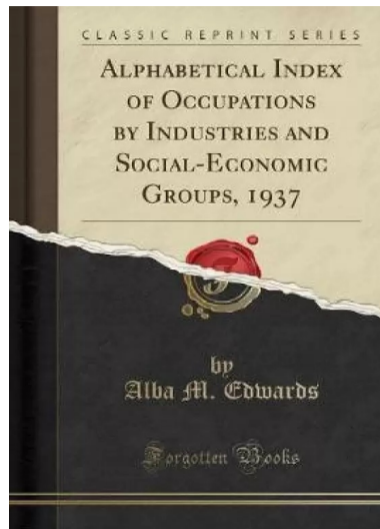 CLASSIC REPRINT SERIES
ALPHABETICAL INDEX
OF OCCUPATIONS
BY INDUSTRIES AND
SOCIAL-ECONOMIC
GROUPS, 1937
F
by
Alba M. Edwards
Forgotten Books